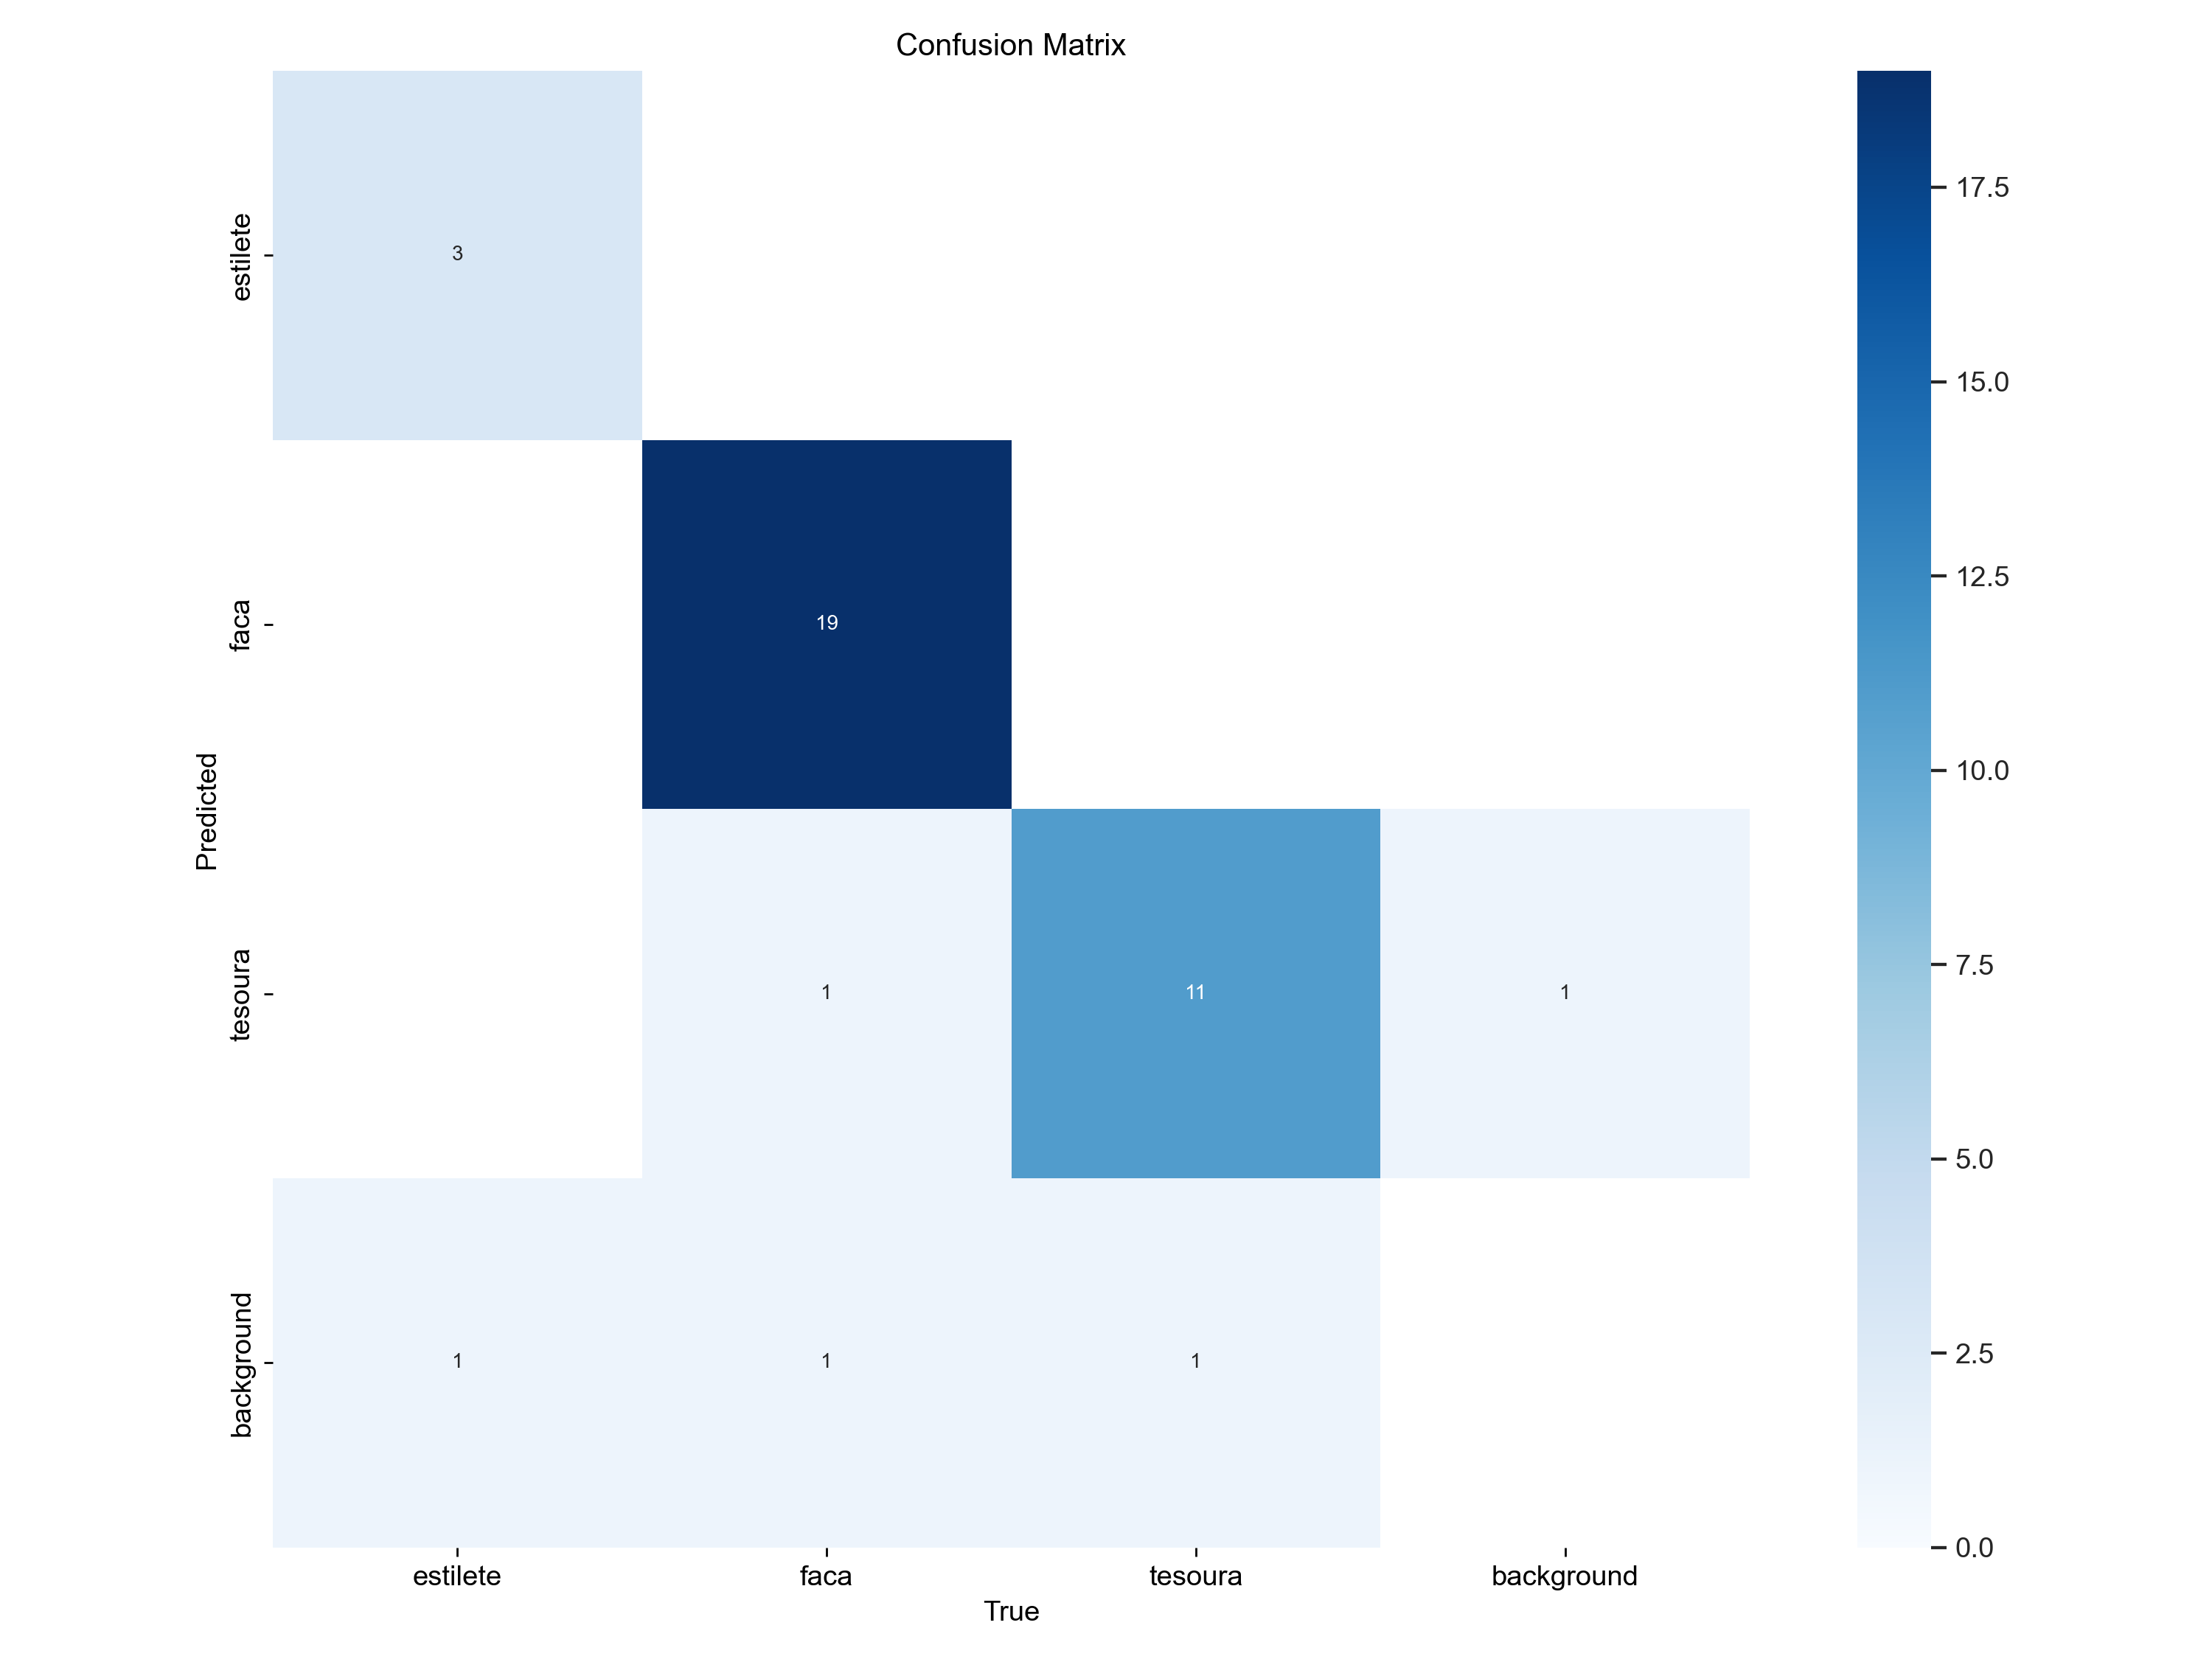 Confusion Matrix
estilete
3
faca
19
tesoura
1 11 1
background
1 1 1
Predicted
estilete faca tesoura background
True
17.5
15.0
12.5
10.0
7.5
5.0
2.5
0.0